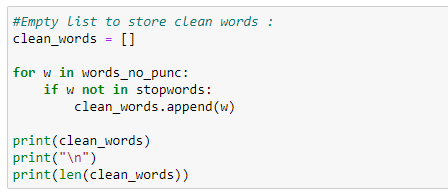 #Empty list to store clean words :
clean_words = []
for w in words_no_punc:
    if w not in stopwords:
        clean_words.append(w)
print(clean_words)
print("\n")
print(len(clean_words))